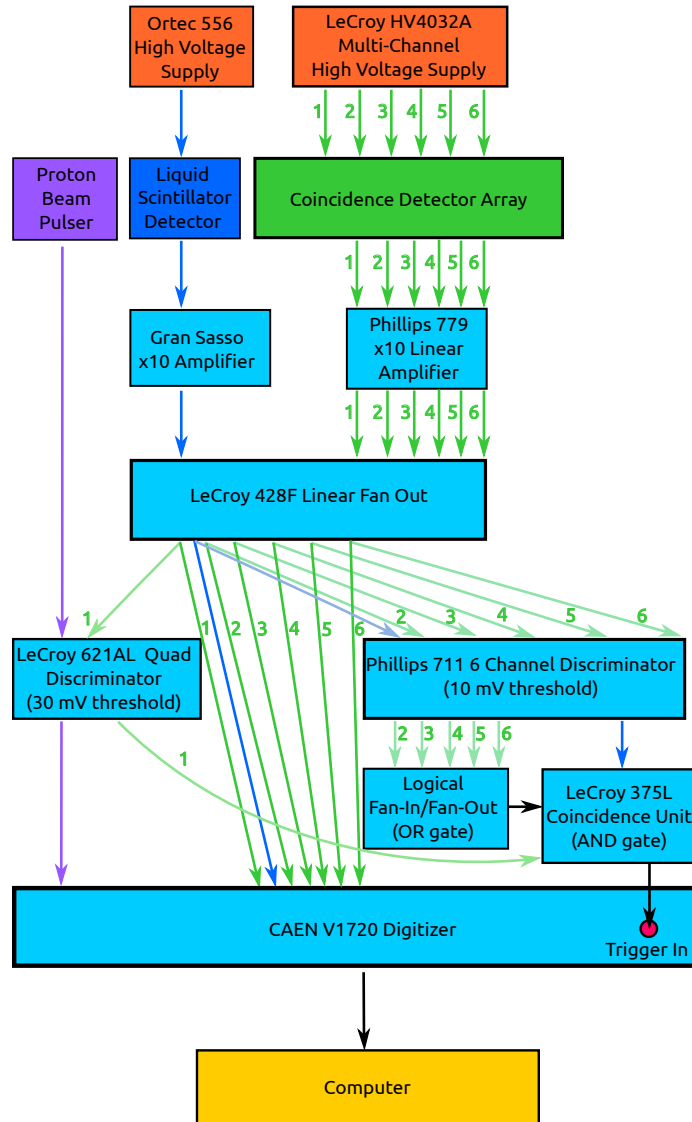 Ortec 556
High Voltage
Supply
LeCroy HV4032A
Multi-Channel
High Voltage Supply
1 2 3 4 5 6
Proton
Beam
Pulser
Liquid
Scintillator
Detector
Coincidence Detector Array
1 2 3 4 5 6
Gran Sasso
x10 Amplifier
Phillips 779
x10 Linear
Amplifier
1 2 3 4 5 6
LeCroy 428F Linear Fan Out
1 1 2 3 4 5 6 2 3 4 5 6
LeCroy 621AL Quad
Discriminator
(30 mV threshold)
Phillips 711 6 Channel Discriminator
(10 mV threshold)
1
2 3 4 5 6
Logical
Fan-In/Fan-Out
(OR gate)
LeCroy 375L
Coincidence Unit
(AND gate)
CAEN V1720 Digitizer
Trigger In
Computer